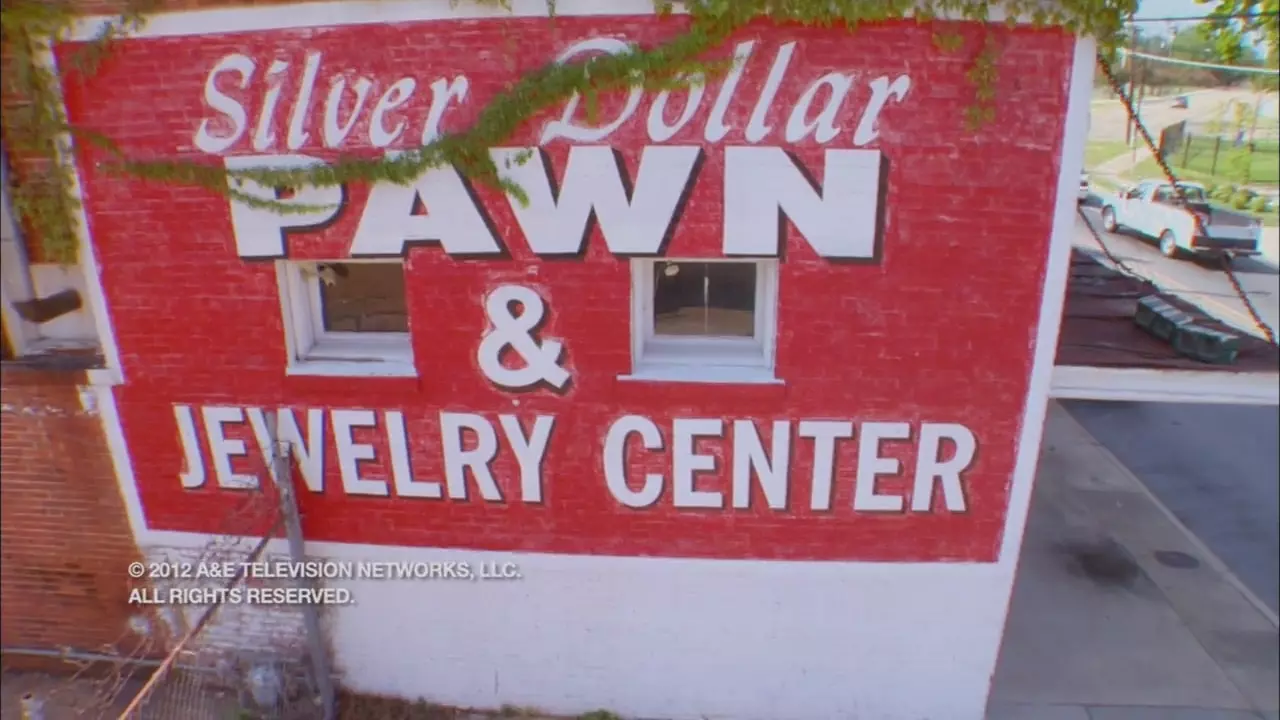 Silver Dollar
PAWN
&
JEWELRY CENTER
© 2012 A&E TELEVISION NETWORKS, LLC.
ALL RIGHTS RESERVED.